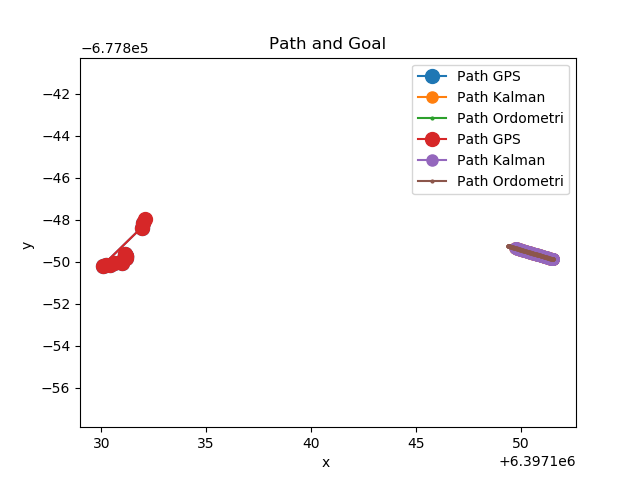 Path and Goal
−6.778e5
Path GPS
Path Kalman
Path Ordometri
Path GPS
Path Kalman
Path Ordometri
−42
−44
−46
−48
−50
−52
−54
−56
y
30
35
40
45
50
x
+6.3971e6